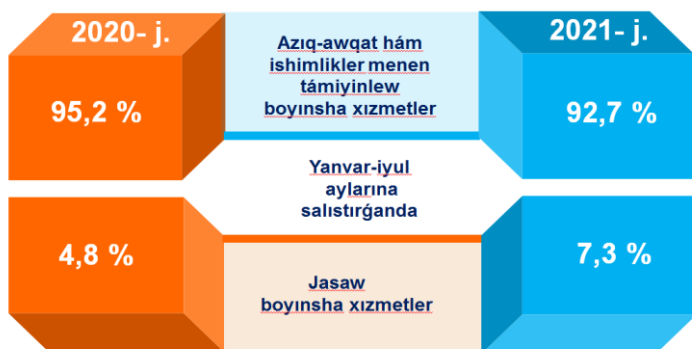 2020- j.
95,2 %
Azıq-awqat hám
ishimlikler menen
támiyinlew
boyınsha xızmetler
2021- j.
92,7 %
Yanvar-iyul
aylarına
salıstırǵanda
4,8 %
Jasaw
boyınsha xızmetler
7,3 %